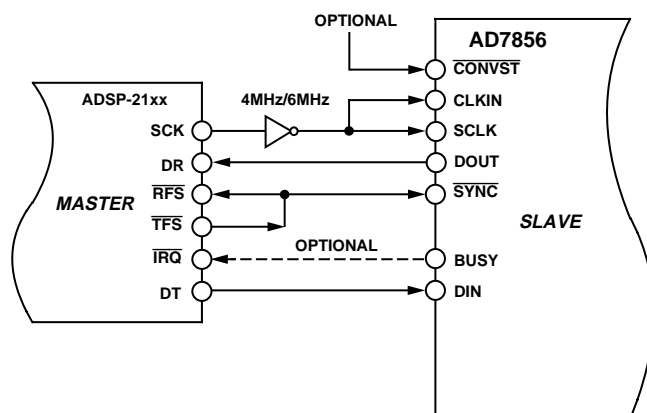 OPTIONAL
AD7856
ADSP-21xx
4MHz/6MHz
CONVST
CLKIN
SCK
SCLK
DR
DOUT
RFS
SYNC
MASTER
SLAVE
TFS
OPTIONAL
IRQ
BUSY
DT
DIN